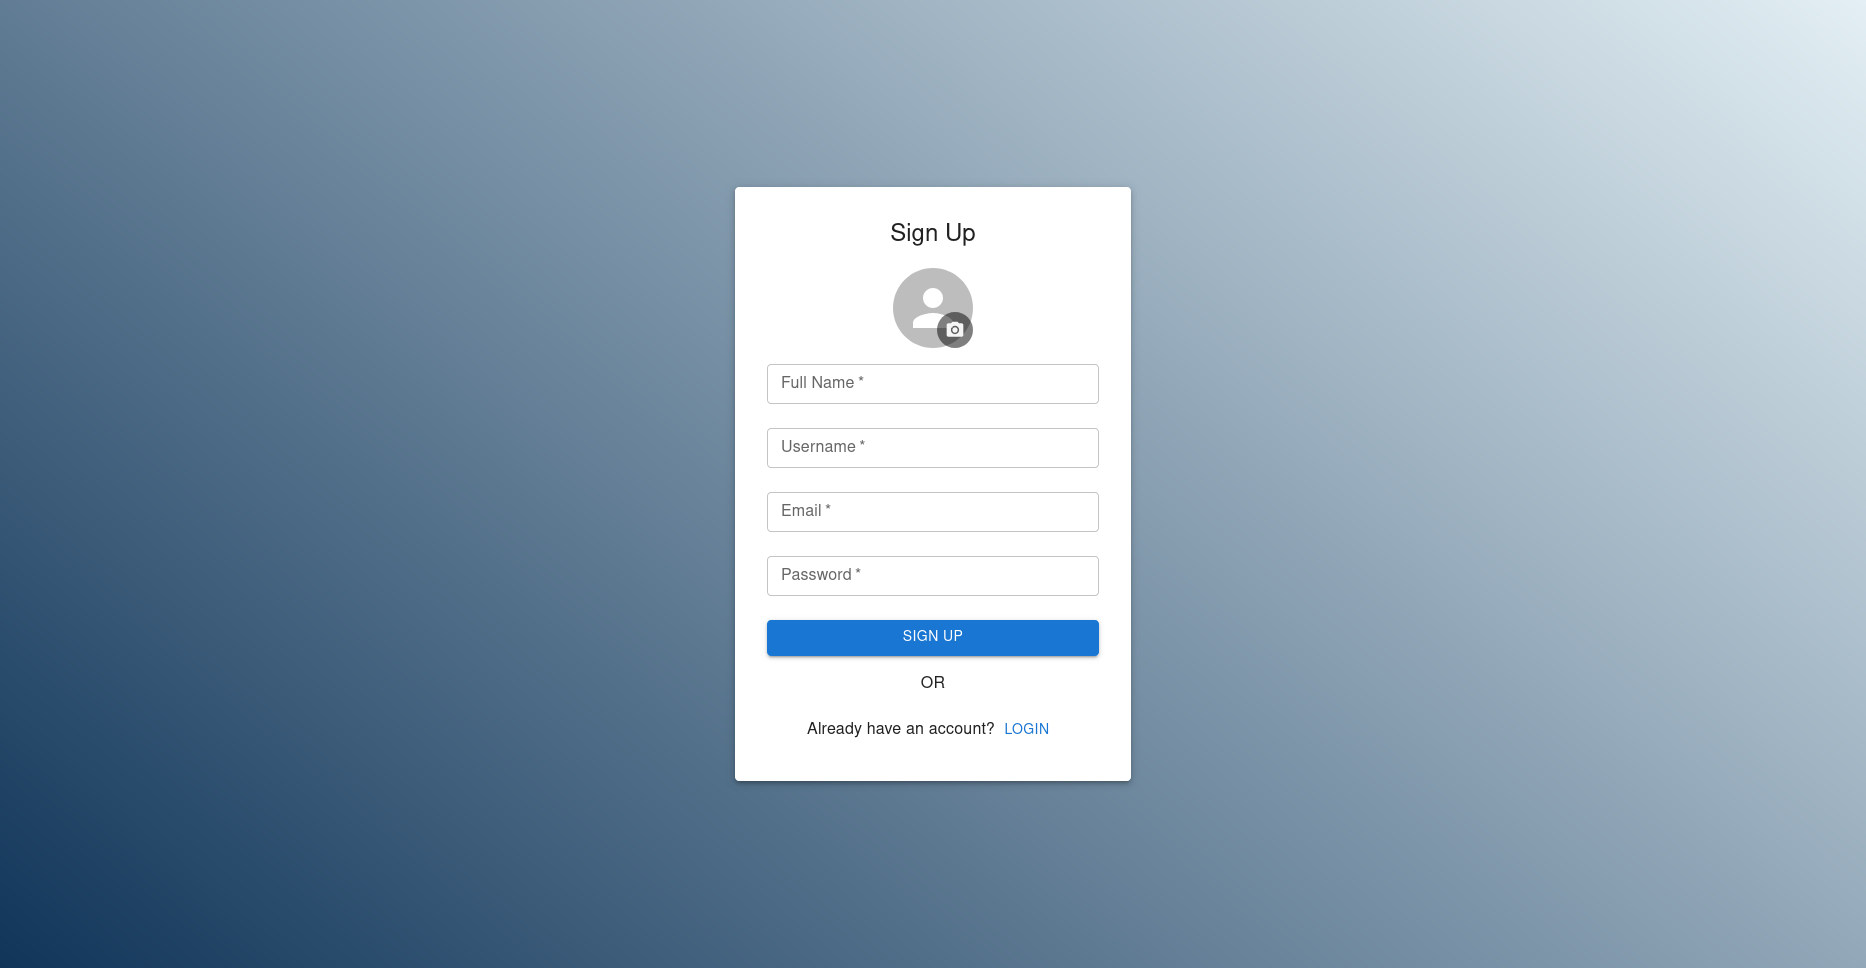 Sign Up
Full Name *
Username *
Email *
Password *
SIGN UP
OR
Already have an account? LOGIN